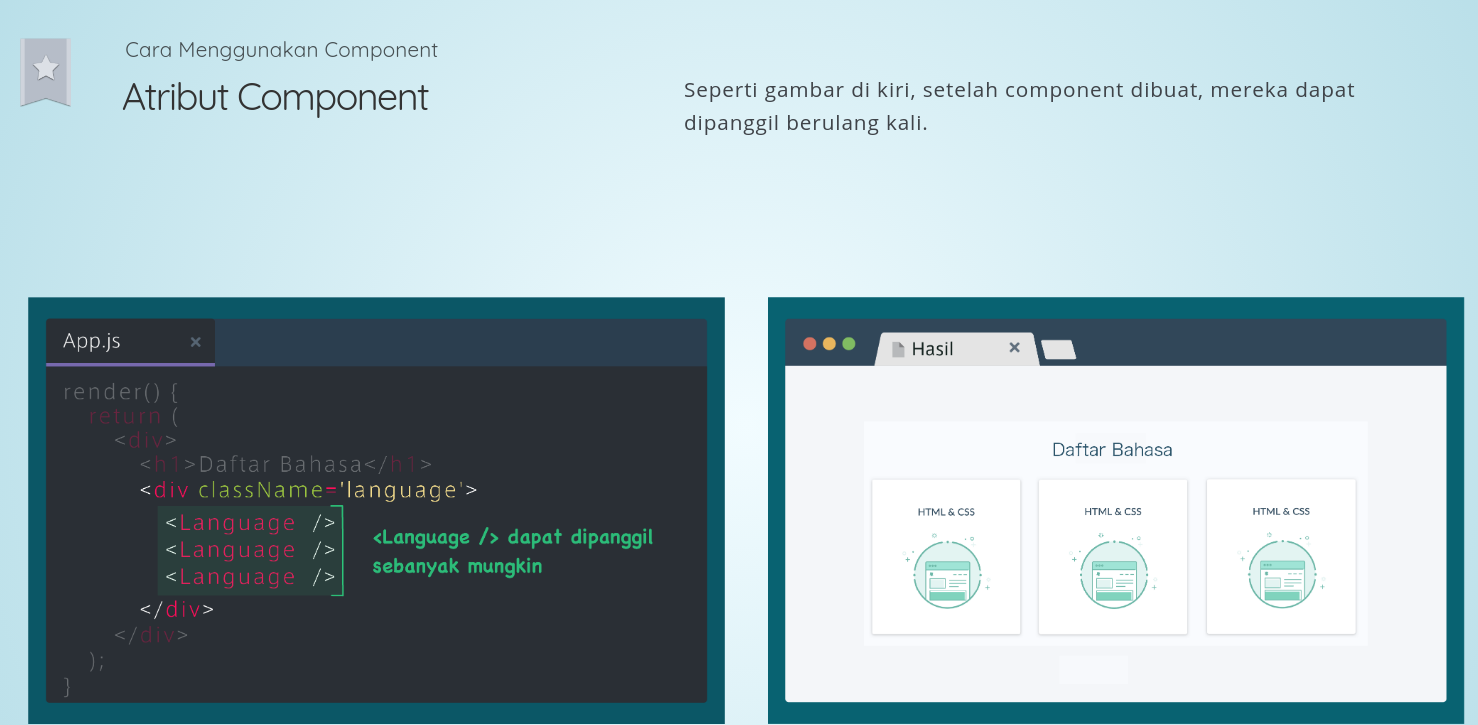 Cara Menggunakan Component
Atribut Component
Seperti gambar di kiri, setelah component dibuat, mereka dapat
dipanggil berulang kali.
App.js ×
render() {
return (
<div>
<h1>Daftar Bahasa</h1>
<div className='language'>
<Language />
<Language />
<Language />
<Language /> dapat dipanggil
sebanyak mungkin
</div>
</div>
);
}
Hasil ×
Daftar Bahasa
HTML & CSS
HTML & CSS
HTML & CSS